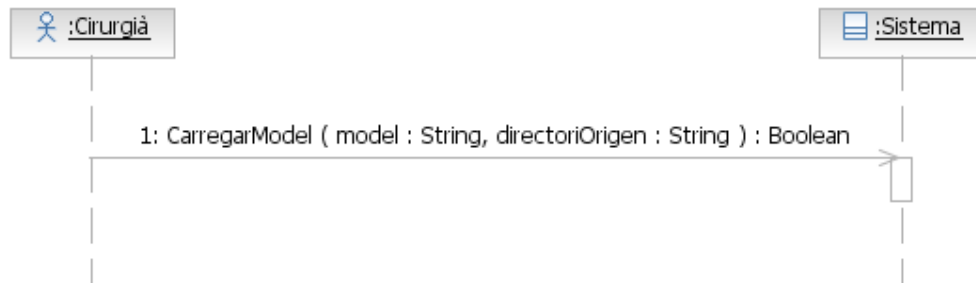 :Cirurgià
:Sistema
1: CarregarModel ( model : String, directoriOrigen : String ) : Boolean